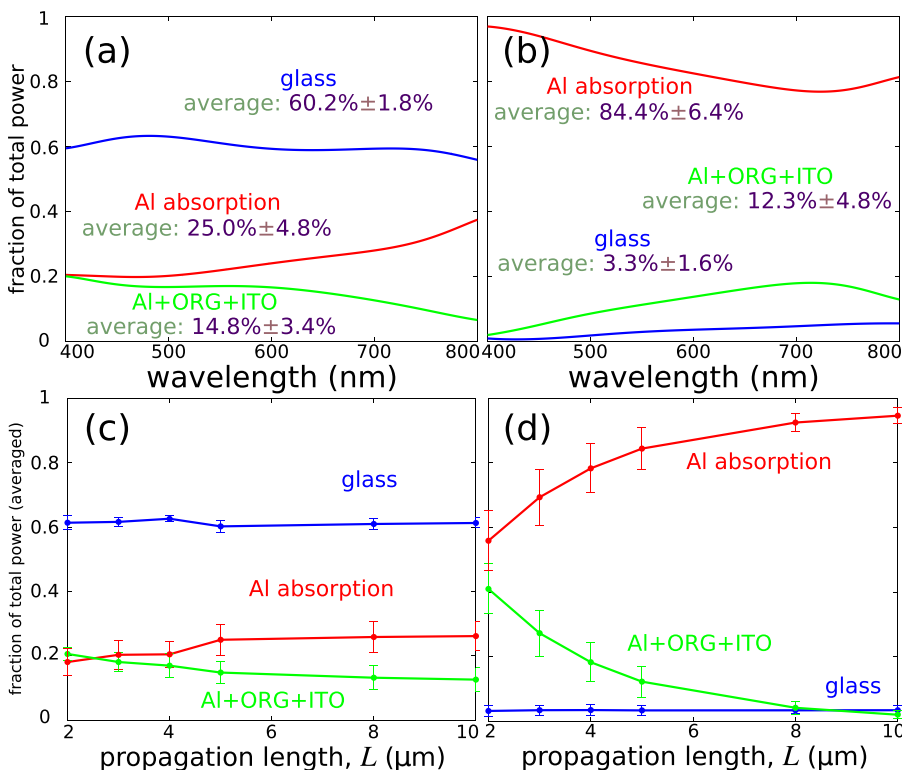 (a)
glass
average: 60.2%±1.8%
Al absorption
average: 25.0%±4.8%
Al+ORG+ITO
average: 14.8%±3.4%
fraction of total power
1
0.8
0.6
0.4
0.2
0
400
500
600
700
800
wavelength (nm)
(b)
Al absorption
average: 84.4%±6.4%
Al+ORG+ITO
average: 12.3%±4.8%
glass
average: 3.3%±1.6%
400
500
600
700
800
wavelength (nm)
(c)
glass
Al absorption
Al+ORG+ITO
fraction of total power (averaged)
1
0.8
0.6
0.4
0.2
0
2
4
6
8
10
propagation length, L (μm)
(d)
Al absorption
Al+ORG+ITO
glass
2
4
6
8
10
propagation length, L (μm)